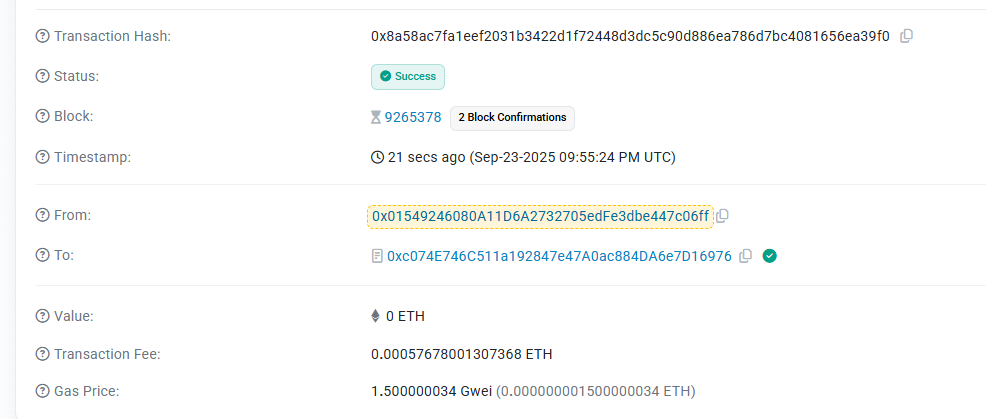 Transaction Hash: 0x8a58ac7fa1eef2031b3422d1f72448d3dc5c90d886ea786d7bc4081656ea39f0
Status: Success
Block: 9265378 2 Block Confirmations
Timestamp: 21 secs ago (Sep-23-2025 09:55:24 PM UTC)
From: 0x01549246080A11D6A2732705edFe3dbe447c06ff
To: 0xc074E746C511a192847e47A0ac884DA6e7D16976
Value: 0 ETH
Transaction Fee: 0.00057678001307368 ETH
Gas Price: 1.500000034 Gwei (0.000000001500000034 ETH)